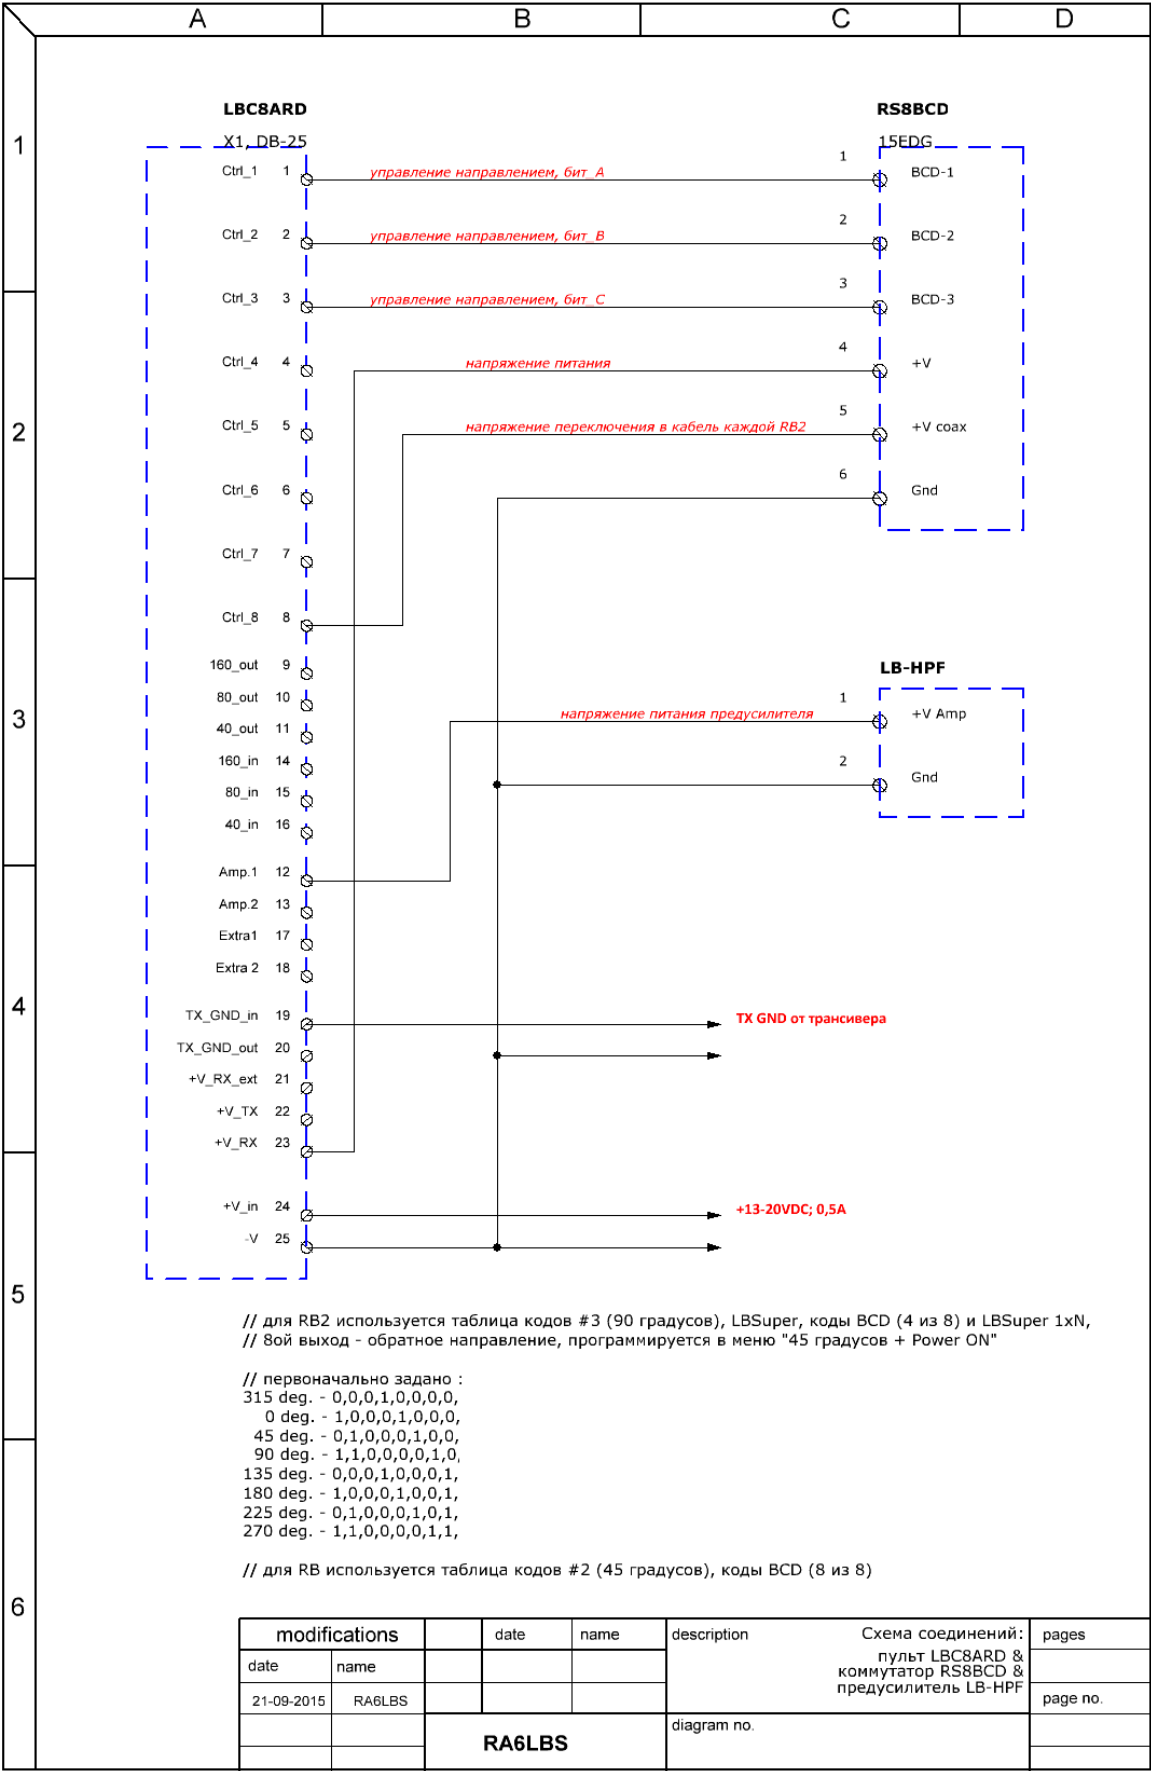 A B C D
1
2
3
4
5
6
LBC8ARD
X1, DB-25
Ctrl_1 1
Ctrl_2 2
Ctrl_3 3
Ctrl_4 4
Ctrl_5 5
Ctrl_6 6
Ctrl_7 7
Ctrl_8 8
160_out 9
80_out 10
40_out 11
160_in 14
80_in 15
40_in 16
Amp.1 12
Amp.2 13
Extra1 17
Extra 2 18
TX_GND_in 19
TX_GND_out 20
+V_RX_ext 21
+V_TX 22
+V_RX 23
+V_in 24
-V 25
управление направлением, бит_A
управление направлением, бит_B
управление направлением, бит_C
напряжение питания
напряжение переключения в кабель каждой RB2
напряжение питания предусилителя
TX GND от трансивера
+13-20VDC; 0,5A
RS8BCD
15EDG
1 BCD-1
2 BCD-2
3 BCD-3
4 +V
5 +V coax
6 Gnd
LB-HPF
1 +V Amp
2 Gnd
// для RB2 используется таблица кодов #3 (90 градусов), LBSuper, коды BCD (4 из 8) и LBSuper 1xN,
// 8ой выход - обратное направление, программируется в меню "45 градусов + Power ON"
// первоначально задано :
315 deg. - 0,0,0,1,0,0,0,0,
0 deg. - 1,0,0,0,1,0,0,0,
45 deg. - 0,1,0,0,0,1,0,0,
90 deg. - 1,1,0,0,0,0,1,0,
135 deg. - 0,0,0,1,0,0,0,1,
180 deg. - 1,0,0,0,1,0,0,1,
225 deg. - 0,1,0,0,0,1,0,1,
270 deg. - 1,1,0,0,0,0,1,1,
// для RB используется таблица кодов #2 (45 градусов), коды BCD (8 из 8)
modifications
date name
21-09-2015 RA6LBS
date name
RA6LBS
description
Схема соединений:
пульт LBC8ARD &
коммутатор RS8BCD &
предусилитель LB-HPF
diagram no.
pages
page no.